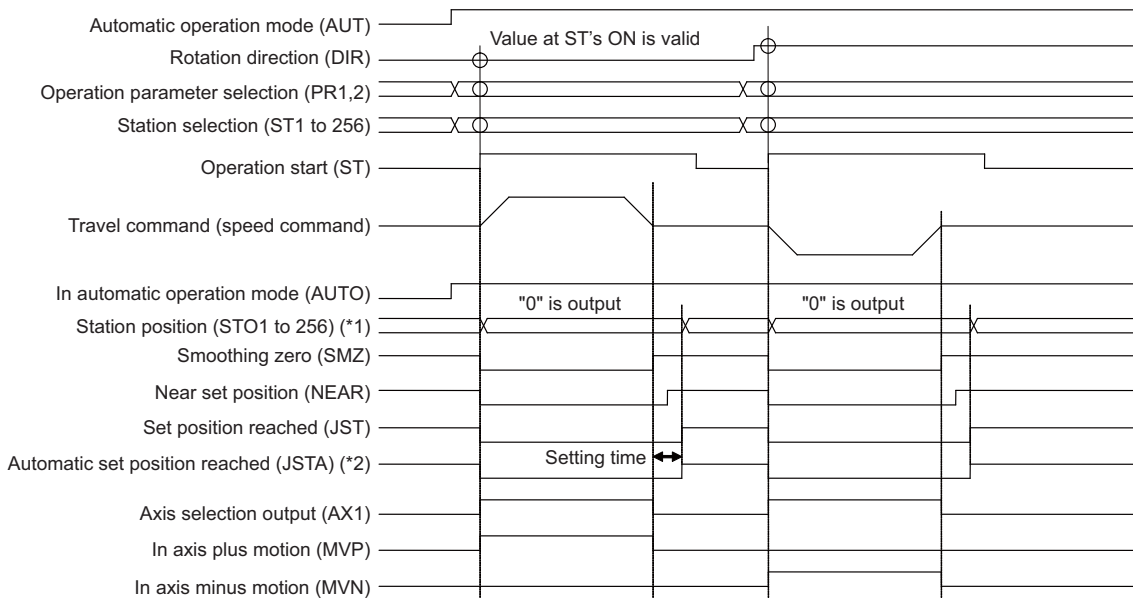 Automatic operation mode (AUT)
Value at ST's ON is valid
Rotation direction (DIR)
Operation parameter selection (PR1,2)
Station selection (ST1 to 256)
Operation start (ST)
Travel command (speed command)
In automatic operation mode (AUTO)
"0" is output
"0" is output
Station position (STO1 to 256) (*1)
Smoothing zero (SMZ)
Near set position (NEAR)
Set position reached (JST)
Automatic set position reached (JSTA) (*2)
Setting time
Axis selection output (AX1)
In axis plus motion (MVP)
In axis minus motion (MVN)